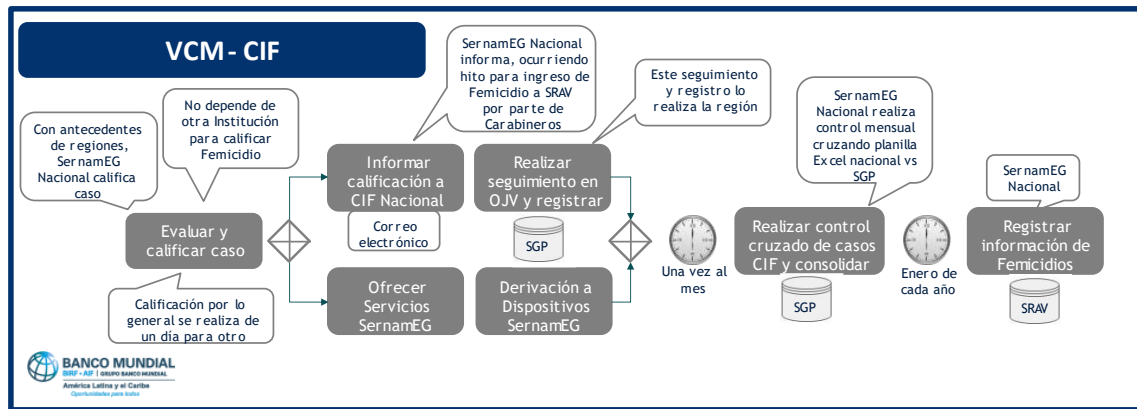 VCM - CIF
SernamEG Nacional
informa, ocurriendo
hito para ingreso de
Femicidio a SRAV
por parte de
Carabineros
Este seguimiento
y registro lo
realiza la región
SernamEG
Nacional realiza
control mensual
cruzando planilla
Excel nacional vs
SGP
No depende de
otra Institución
para calificar
Femicidio
Con antecedentes
de regiones,
SernamEG
Nacional califica
caso
SernamEG
Nacional
Informar
calificación a
CIF Nacional
Realizar
seguimiento en
OJV y registrar
Correo
electrónico
SGP
Evaluar y
calificar caso
Una vez al
mes
Realizar control
cruzado de casos
CIF y consolidar
SGP
Enero de
cada año
Registrar
información de
Femicidios
SRAV
Ofrecer
Servicios
SernamEG
Derivación a
Dispositivos
SernamEG
Calificación por lo
general se realiza de
un día para otro
BANCO MUNDIAL
BIRF - AIF | GRUPO BANCO MUNDIAL
América Latina y el Caribe
Oportunidades para todos